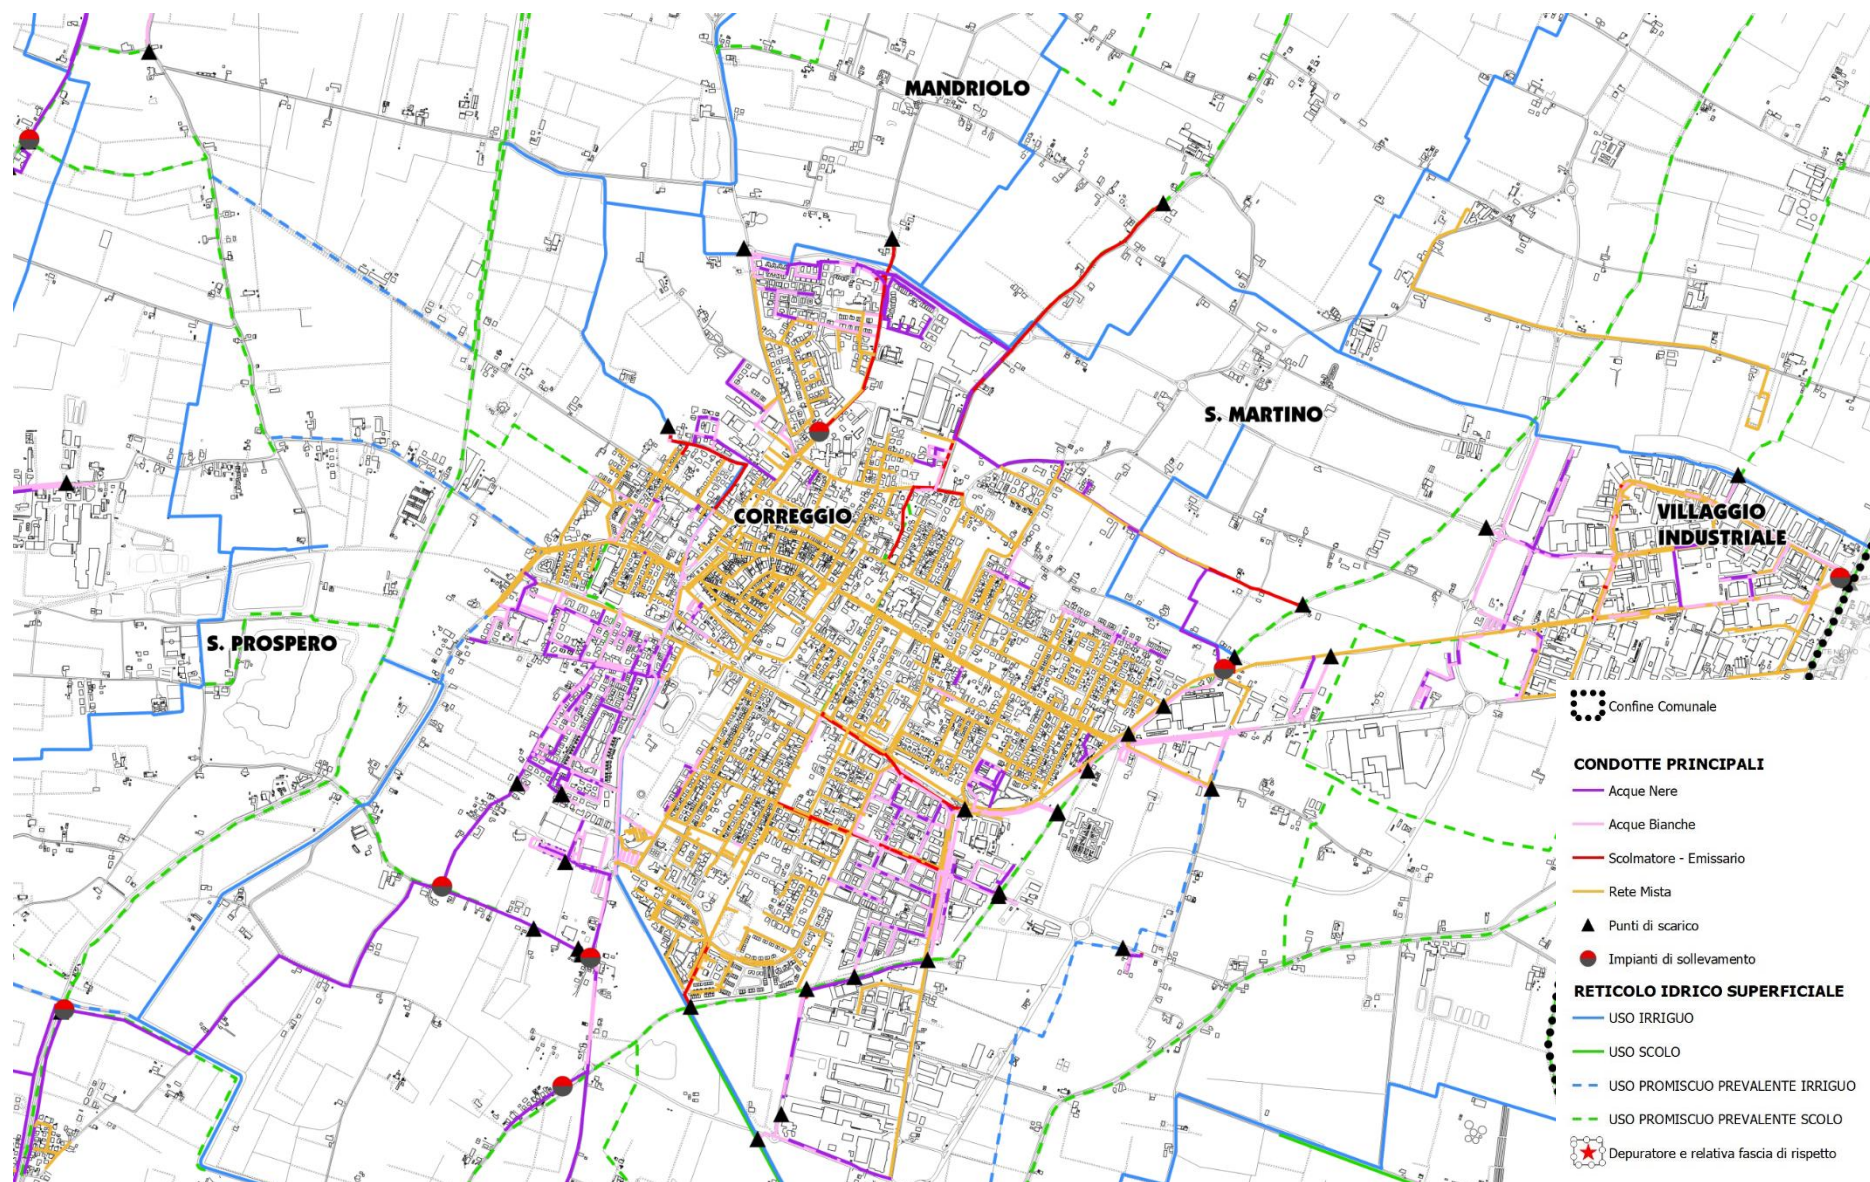 MANDRIOLO
S. MARTINO
CORREGGIO
VILLAGGIO
INDUSTRIALE
S. PROSPERO
Confine Comunale
CONDOTTE PRINCIPALI
Acque Nere
Acque Bianche
Scolmatore - Emissario
Rete Mista
Punti di scarico
Impianti di sollevamento
RETICOLO IDRICO SUPERFICIALE
USO IRRIGUO
USO SCOLO
USO PROMISCUO PREVALENTE IRRIGUO
USO PROMISCUO PREVALENTE SCOLO
Depuratore e relativa fascia di rispetto